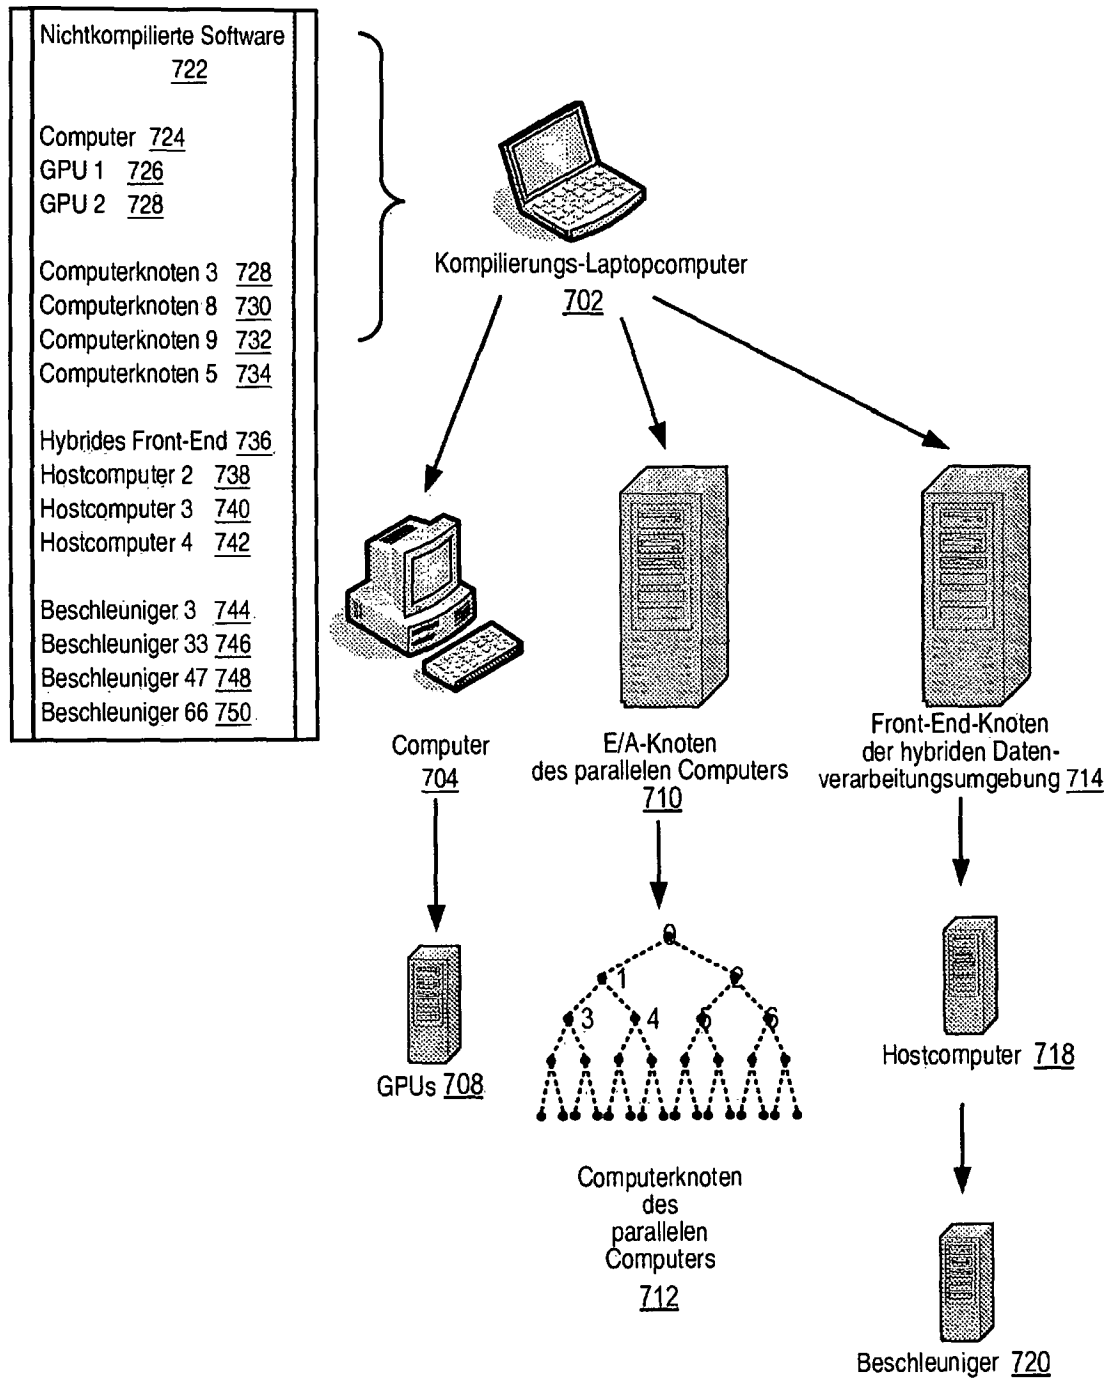 Nichtkompilierte Software
722
Computer 724
GPU 1 726
GPU 2 728
Computerknoten 3 728
Computerknoten 8 730
Computerknoten 9 732
Computerknoten 5 734
Hybrides Front-End 736
Hostcomputer 2 738
Hostcomputer 3 740
Hostcomputer 4 742
Beschleuniger 3 744
Beschleuniger 33 746
Beschleuniger 47 748
Beschleuniger 66 750
Kompilierungs-Laptopcomputer
702
Computer
704
E/A-Knoten
des parallelen Computers
710
Front-End-Knoten
der hybriden Daten-
verarbeitungsumgebung 714
GPUs 708
0
1
2
3
4
5
6
Computerknoten
des
parallelen
Computers
712
Hostcomputer 718
Beschleuniger 720